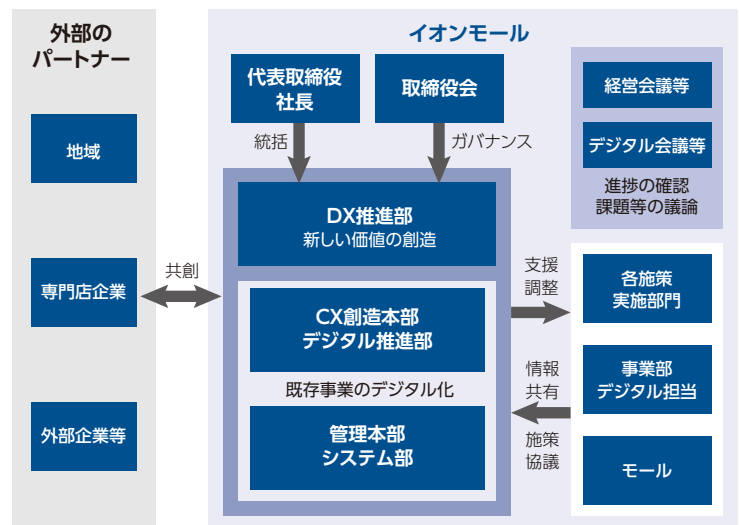 外部の
パートナー
地域
専門店企業
外部企業等
共創
イオンモール
代表取締役
社長
取締役会
統括
ガバナンス
DX推進部
新しい価値の創造
CX創造本部
デジタル推進部
既存事業のデジタル化
管理本部
システム部
支援
調整
情報
共有
施策
協議
経営会議等
デジタル会議等
進捗の確認
課題等の議論
各施策
実施部門
事業部
デジタル担当
モール